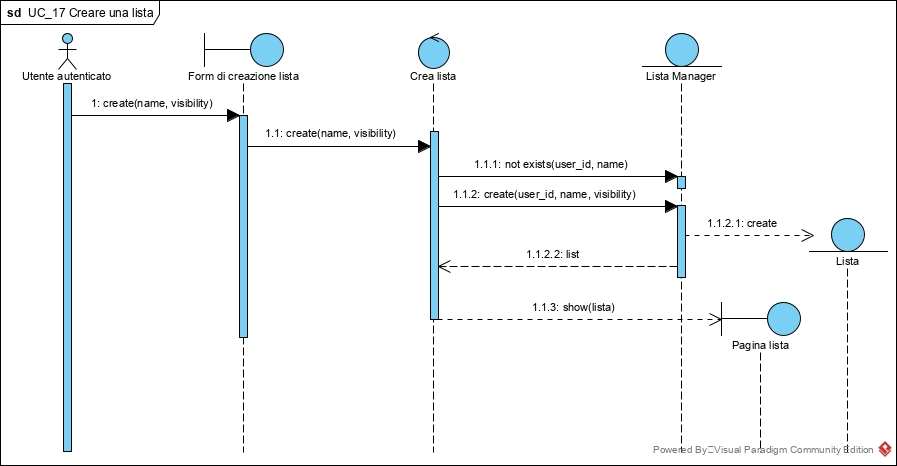 sd UC_17 Creare una lista
Utente autenticato
Form di creazione lista
Crea lista
Lista Manager
1: create(name, visibility)
1.1: create(name, visibility)
1.1.1: not exists(user_id, name)
1.1.2: create(user_id, name, visibility)
1.1.2.1: create
Lista
1.1.2.2: list
1.1.3: show(lista)
Pagina lista
Powered By Visual Paradigm Community Edition